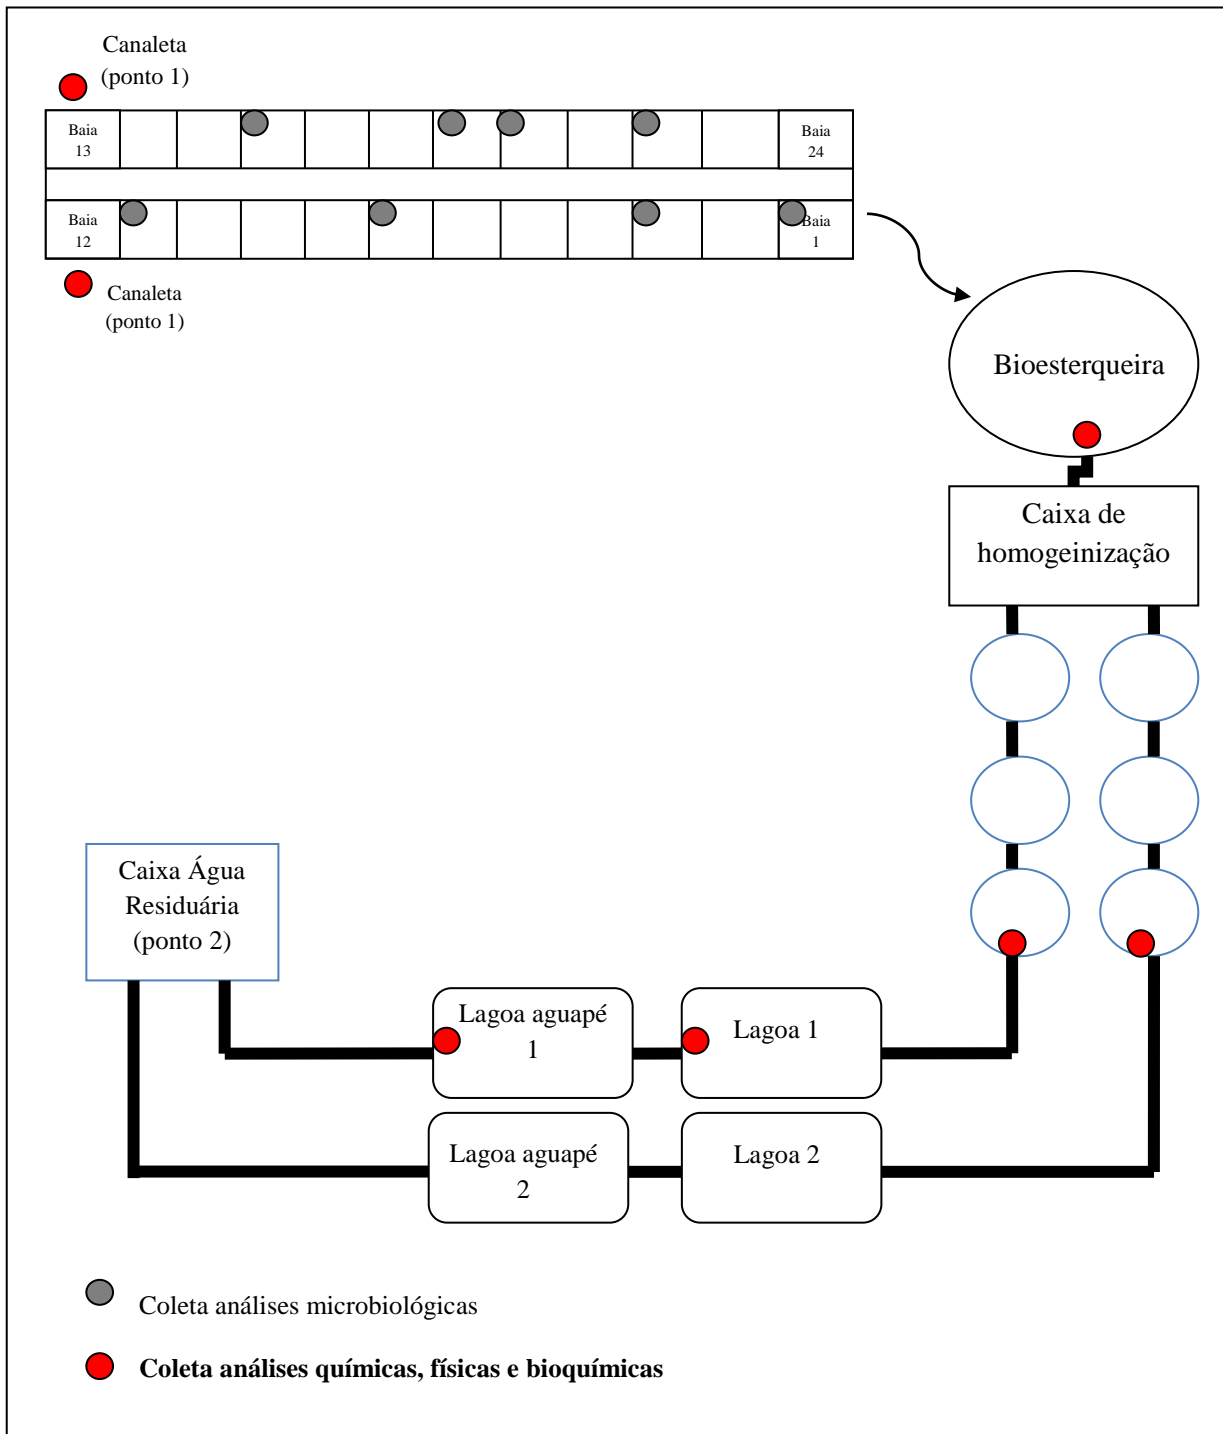 Canaleta
(ponto 1)
Baia
13
Baia
24
Baia
12
Baia
1
Canaleta
(ponto 1)
Bioesterqueira
Caixa de
homogeinização
Caixa Água
Residuária
(ponto 2)
Lagoa aguapé
1
Lagoa 1
Lagoa aguapé
2
Lagoa 2
Coleta análises microbiológicas
Coleta análises químicas, físicas e bioquímicas